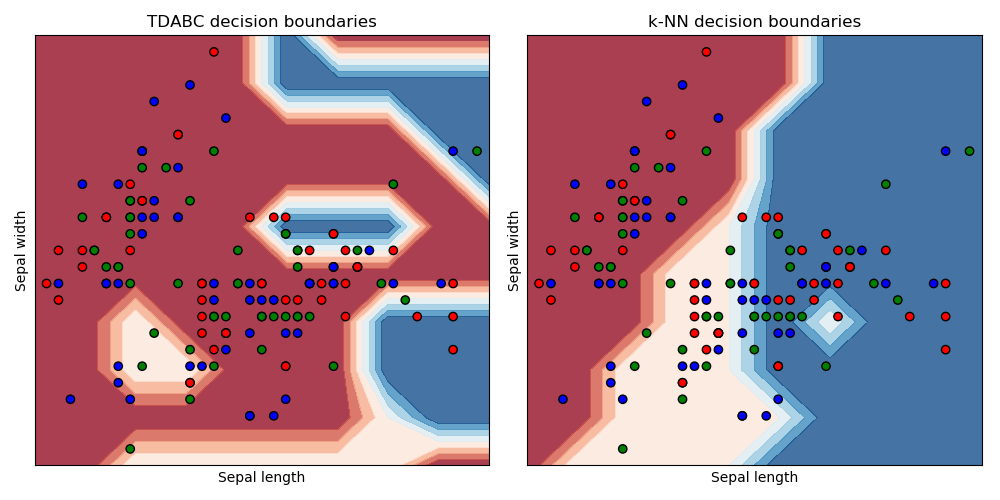 TDABC decision boundaries
k-NN decision boundaries
Sepal width
Sepal width
Sepal length
Sepal length